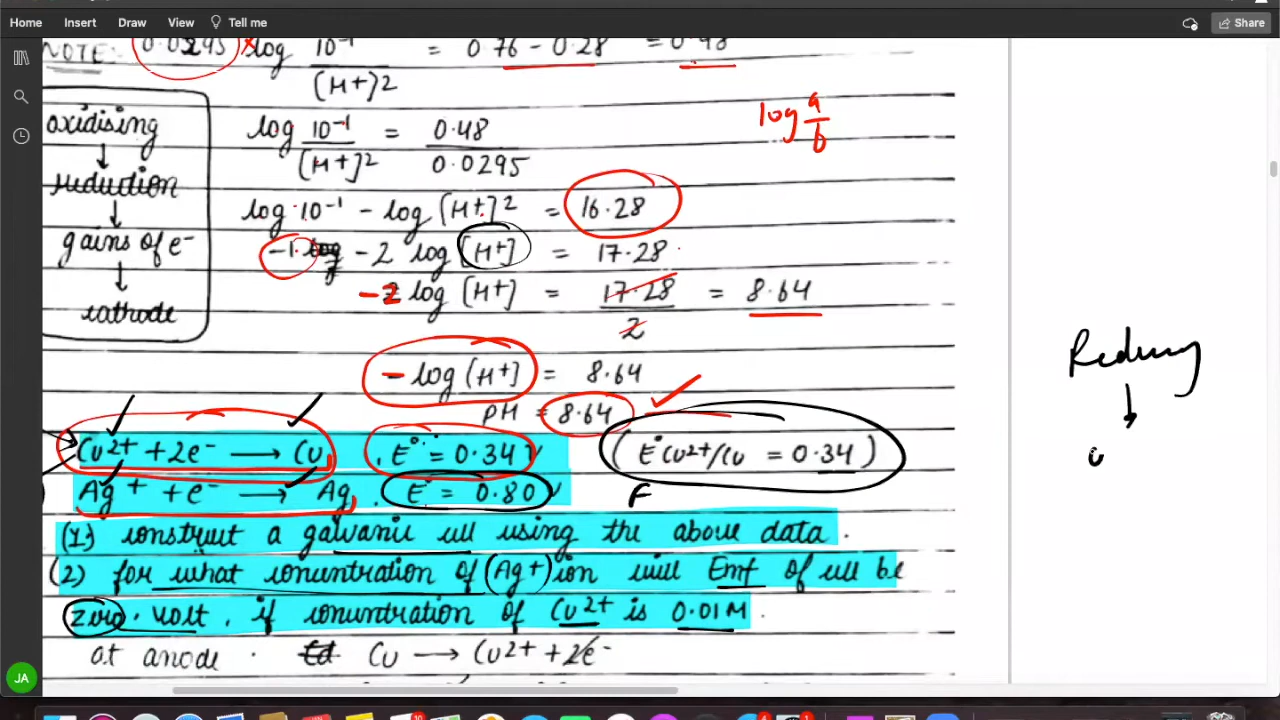 Home Insert Draw View Tell me Share
NOTE: 0.0295 × log 10⁻¹/(H+)2 = 0.76 - 0.28 = 0.48
log a/b
oxidising
↓
reduction
↓
gains of e-
↓
cathode
log 10⁻¹/(H+)2 = 0.48/0.0295
log 10⁻¹ - log [H+]2 = 16.28
-1 - 2 log [H+] = 17.28
-2 log [H+] = 17.28/2 = 8.64
- log [H+] = 8.64
PH = 8.64
Reducing
↓
Cu2+ + 2e- → Cu, E° = 0.34 V (E°Cu2+/Cu = 0.34)
Ag+ + e- → Ag, E° = 0.80 V
(1) construct a galvanic cell using the above data.
(2) for what concentration of (Ag+) ion will Emf of cell be
zero volt, if concentration of Cu2+ is 0.01M.
at anode. Cu → Cu2+ + 2e-
JA